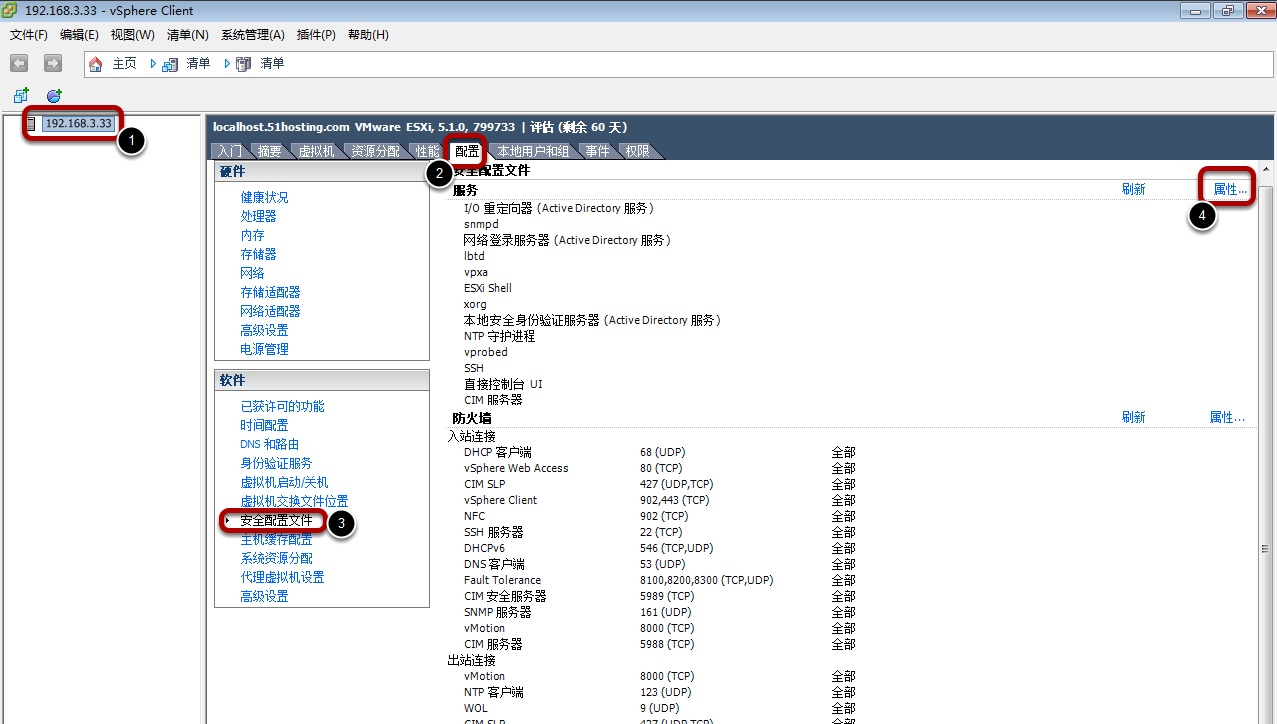 192.168.3.33 - vSphere Client
文件(F) 编辑(E) 视图(W) 清单(N) 系统管理(A) 插件(P) 帮助(H)
主页 清单 清单
192.168.3.33
1
localhost.51hosting.com VMware ESXi, 5.1.0, 799733 | 评估 (剩余 60 天)
入门 摘要 虚拟机 资源分配 性能 配置 本地用户和组 事件 权限
2
硬件
健康状况
处理器
内存
存储器
网络
存储适配器
网络适配器
高级设置
电源管理
软件
已获许可的功能
时间配置
DNS 和路由
身份验证服务
虚拟机启动/关机
虚拟机交换文件位置
安全配置文件
3
主机缓存配置
系统资源分配
代理虚拟机设置
高级设置
安全配置文件
服务 刷新 属性...
4
I/O 重定向器 (Active Directory 服务)
snmpd
网络登录服务器 (Active Directory 服务)
lbtd
vpxa
ESXi Shell
xorg
本地安全身份验证服务器 (Active Directory 服务)
NTP 守护进程
vprobed
SSH
直接控制台 UI
CIM 服务器
防火墙 刷新 属性...
入站连接
DHCP 客户端 68 (UDP) 全部
vSphere Web Access 80 (TCP) 全部
CIM SLP 427 (UDP,TCP) 全部
vSphere Client 902,443 (TCP) 全部
NFC 902 (TCP) 全部
SSH 服务器 22 (TCP) 全部
DHCPv6 546 (TCP,UDP) 全部
DNS 客户端 53 (UDP) 全部
Fault Tolerance 8100,8200,8300 (TCP,UDP) 全部
CIM 安全服务器 5989 (TCP) 全部
SNMP 服务器 161 (UDP) 全部
vMotion 8000 (TCP) 全部
CIM 服务器 5988 (TCP) 全部
出站连接
vMotion 8000 (TCP) 全部
NTP 客户端 123 (UDP) 全部
WOL 9 (UDP) 全部
CIM SLP 427 (UDP,TCP) 全部